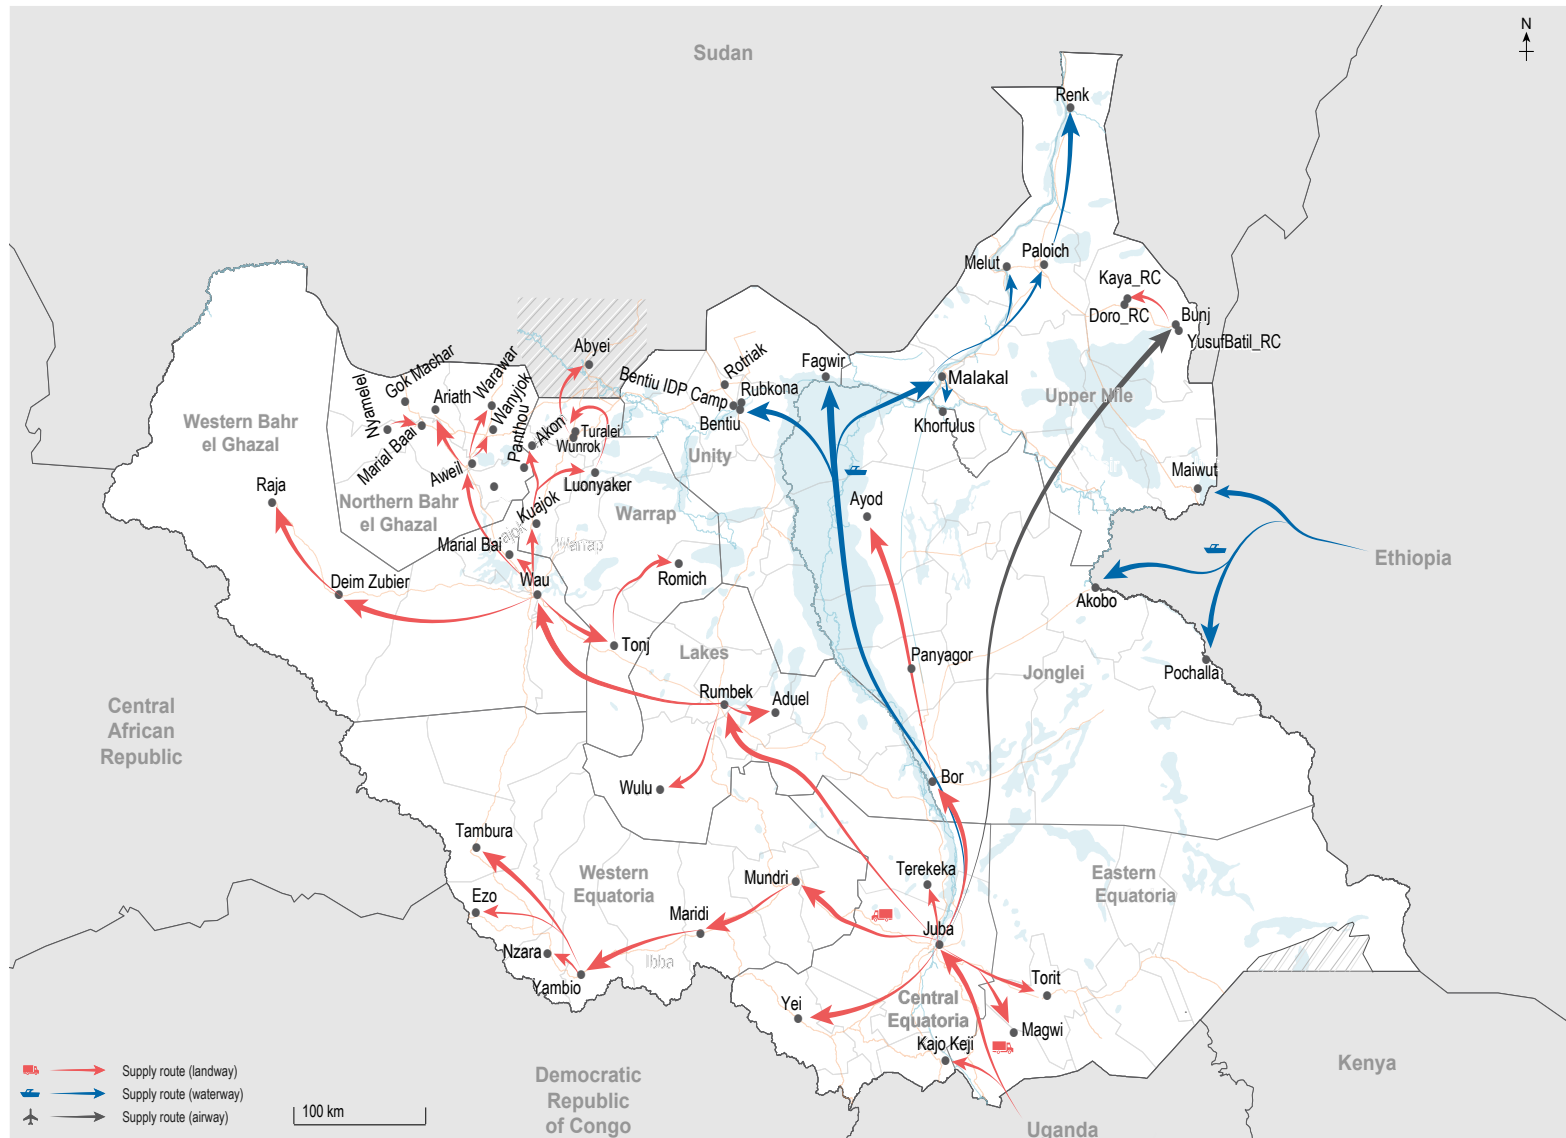 N
Sudan
Renk
Melut
Paloich
Kaya_RC
Doro_RC
Bunj
YusufBatil_RC
Abyei
Fagwir
Rotriak
Bentiu IDP Camp
Rubkona
Bentiu
Malakal
Upper Nile
Khorfulus
Nyamelel
Gok Machar
Ariath
Warawar
Wanyjok
Panthou
Akon
Turalei
Wunrok
Marial Baai
Western Bahr
el Ghazal
Aweil
Luonyaker
Unity
Maiwut
Raja
Northern Bahr
el Ghazal
Kuajok
Warrap
Ayod
Marial Bai
Warrap
Wau
Romich
Deim Zubier
Ethiopia
Akobo
Tonj
Lakes
Panyagor
Jonglei
Pochalla
Central
African
Republic
Rumbek
Aduel
Wulu
Bor
Tambura
Western
Equatoria
Mundri
Terekeka
Eastern
Equatoria
Ezo
Maridi
Juba
Nzara
Ibba
Yambio
Yei
Central
Equatoria
Torit
Magwi
Kajo Keji
Kenya
Democratic
Republic
of Congo
Uganda
Supply route (landway)
Supply route (waterway)
Supply route (airway)
100 km